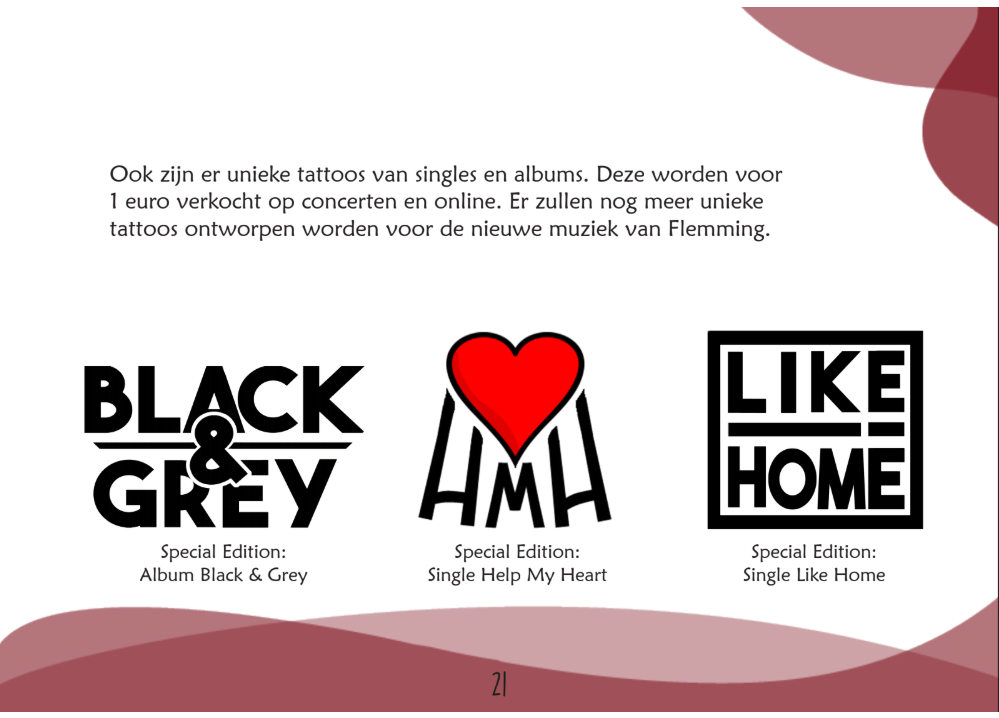 Ook zijn er unieke tattoos van singles en albums. Deze worden voor
1 euro verkocht op concerten en online. Er zullen nog meer unieke
tattoos ontworpen worden voor de nieuwe muziek van Flemming.
BLACK
&
GREY
Special Edition:
Album Black & Grey
HMH
Special Edition:
Single Help My Heart
LIKE
HOME
Special Edition:
Single Like Home
21